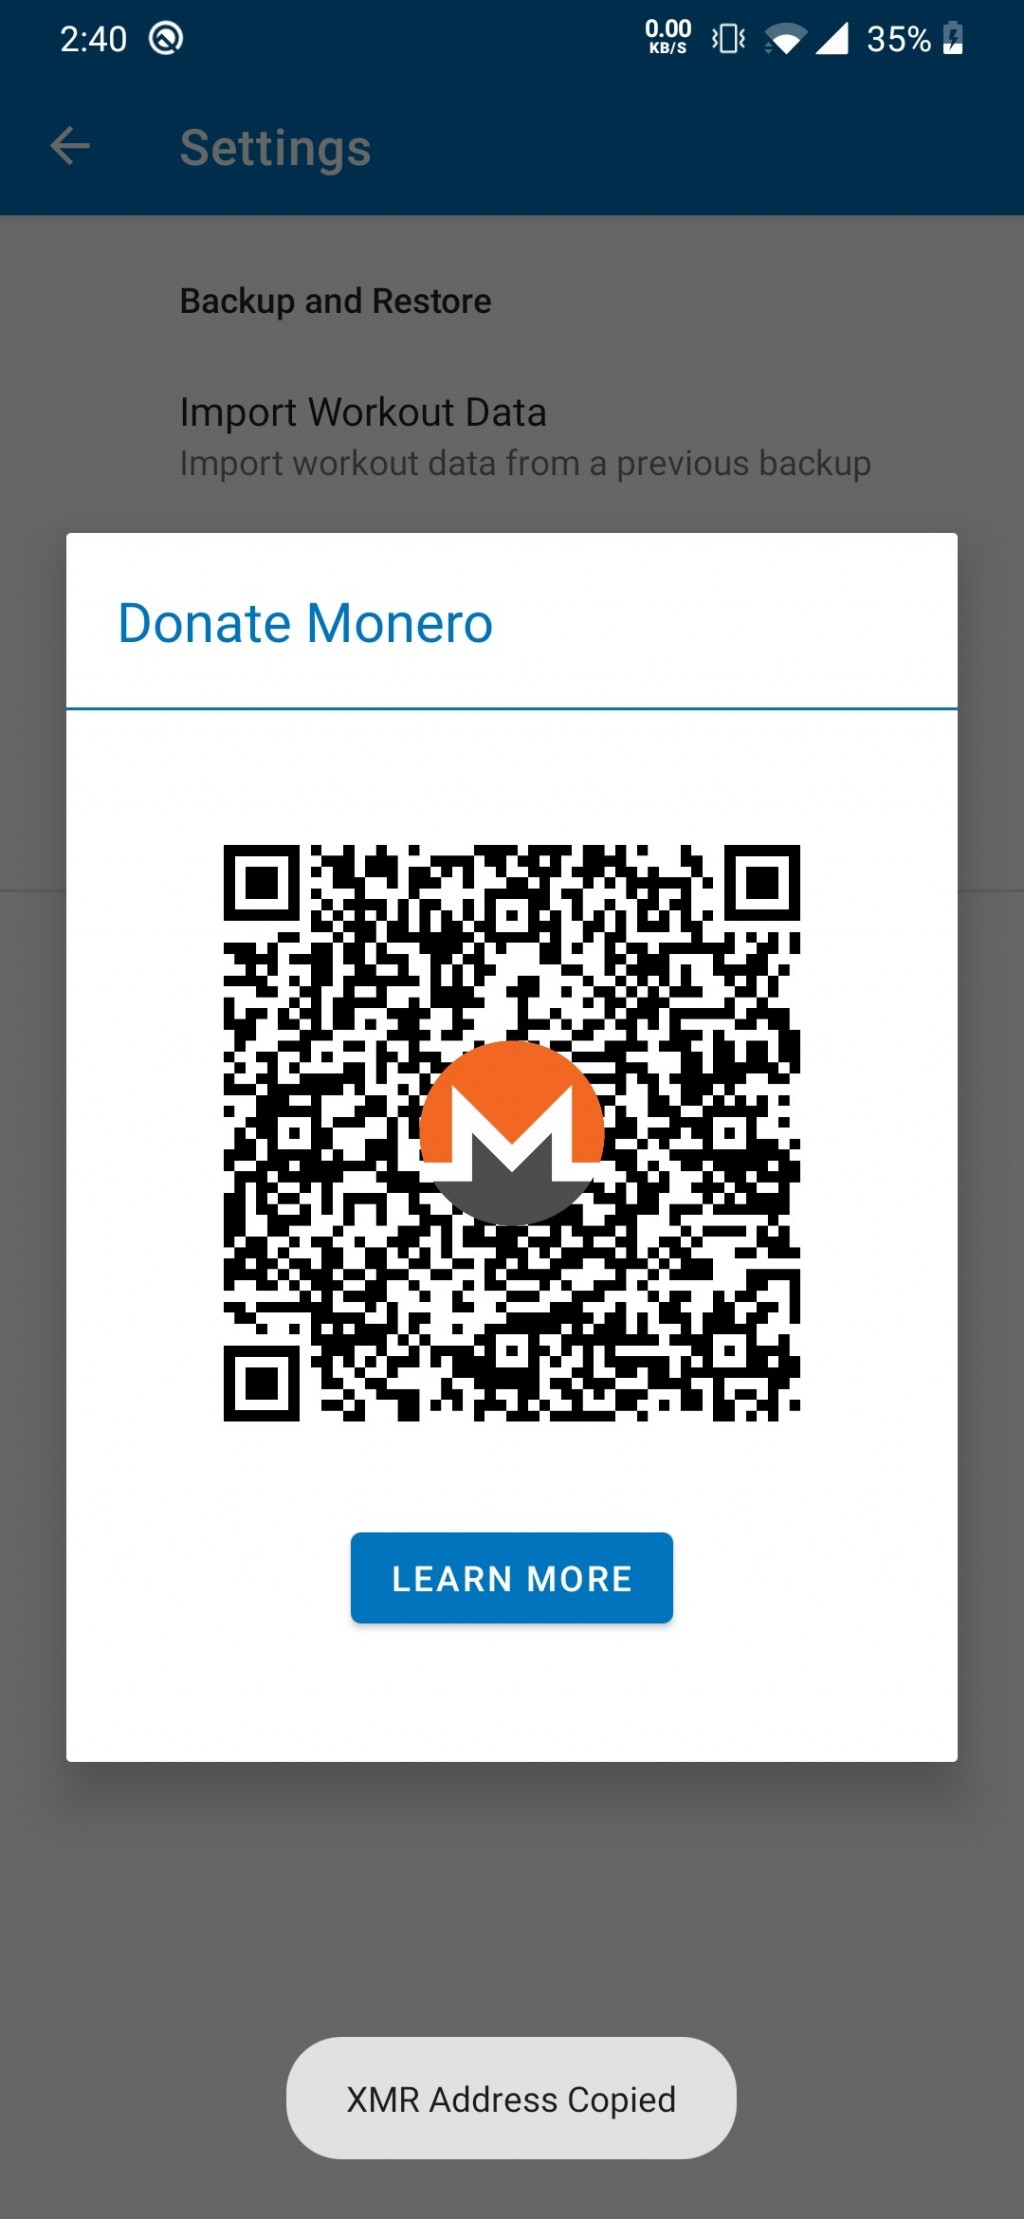 2:40
0.00
KB/S
35%
Settings
Backup and Restore
Import Workout Data
Import workout data from a previous backup
Donate Monero
LEARN MORE
XMR Address Copied